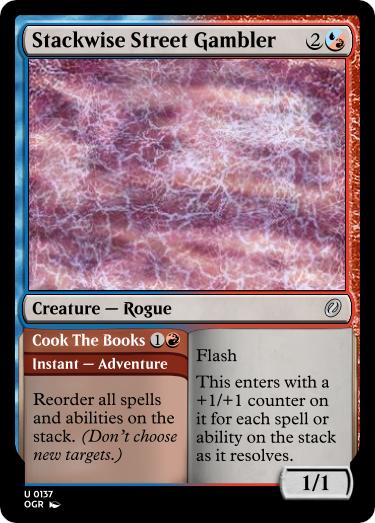 Stackwise Street Gambler 2
Creature — Rogue
Cook The Books 1
Instant — Adventure
Reorder all spells
and abilities on the
stack. (Don't choose
new targets.)
Flash
This enters with a
+1/+1 counter on
it for each spell or
ability on the stack
as it resolves.
1/1
U 0137
OGR